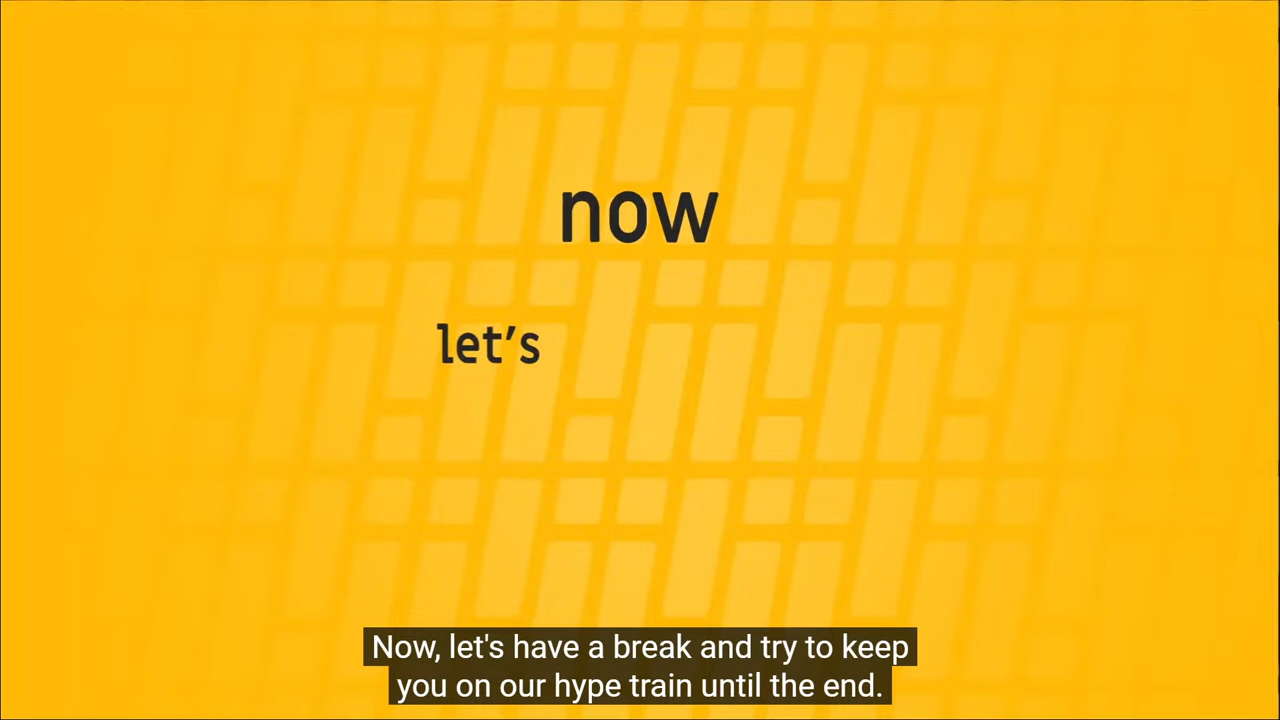 now
let’s
Now, let's have a break and try to keep
you on our hype train until the end.